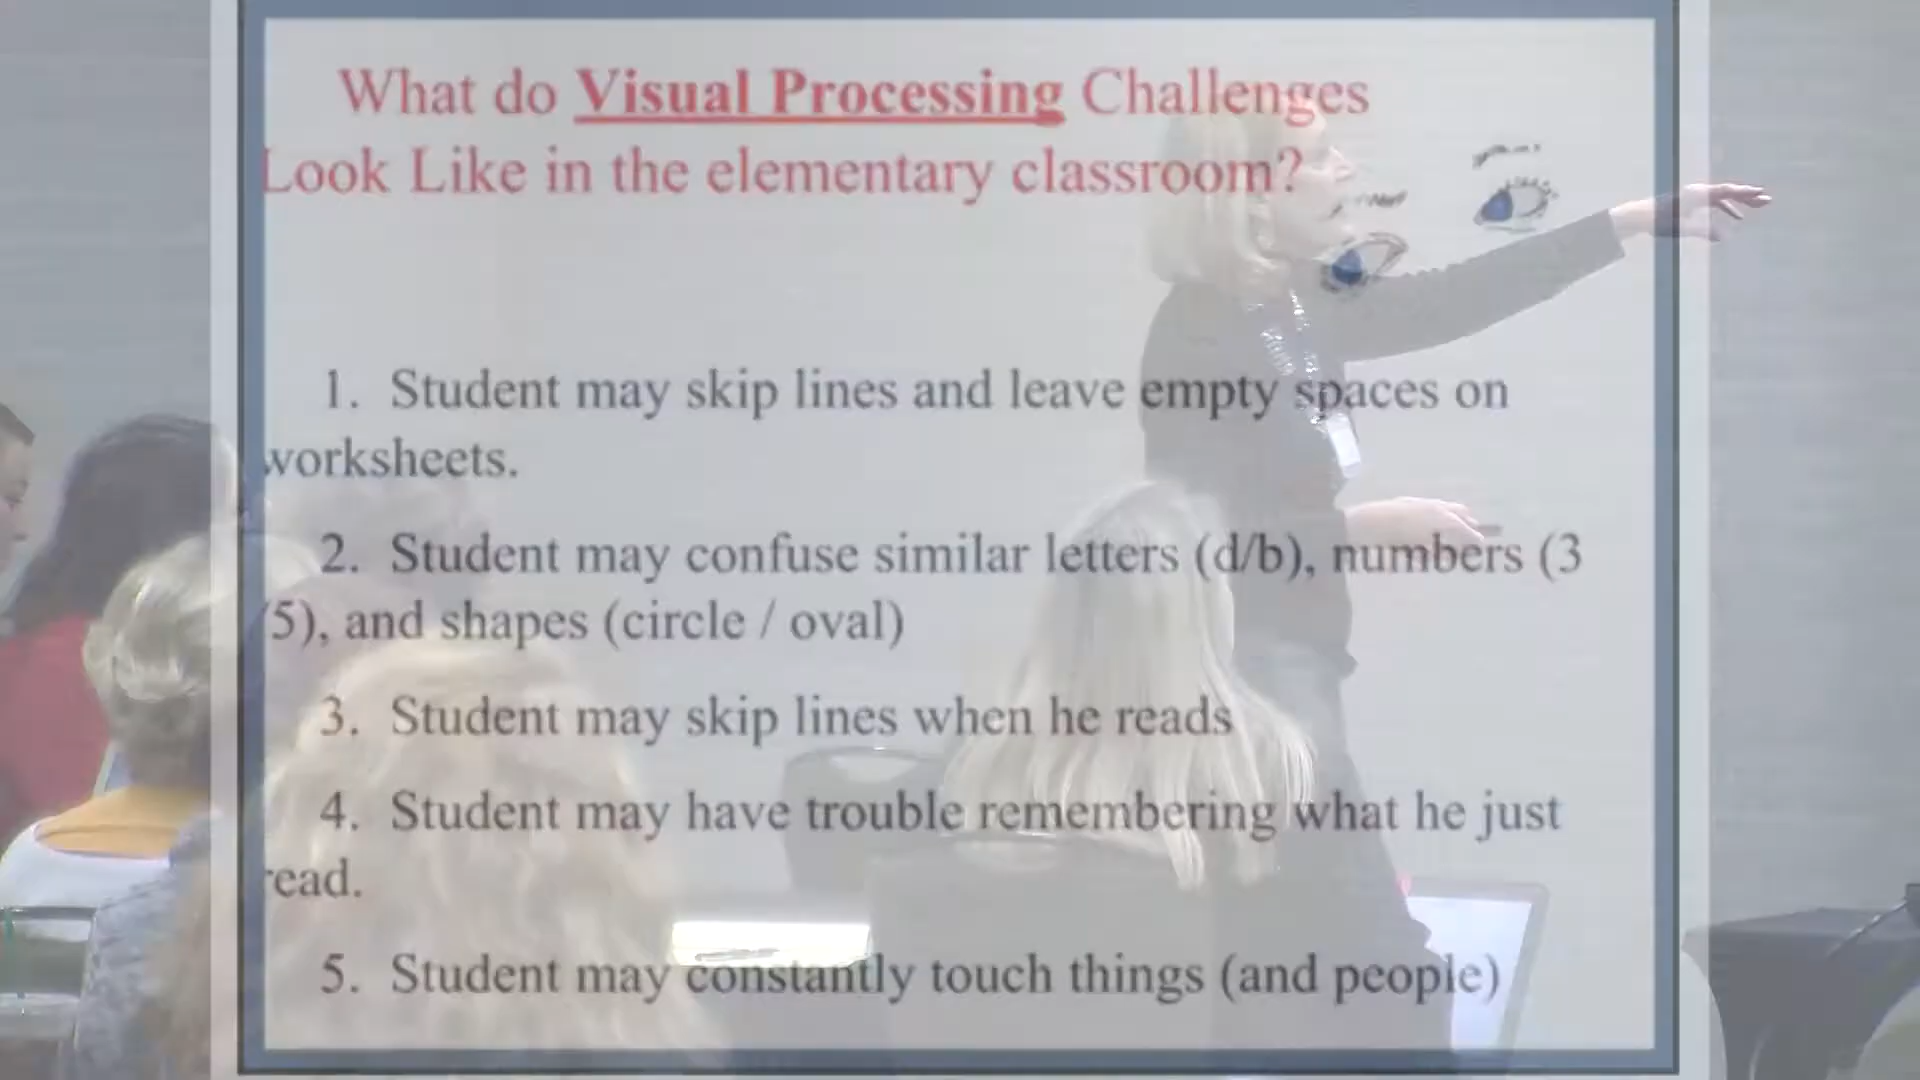 What do Visual Processing Challenges
Look Like in the elementary classroom?
1. Student may skip lines and leave empty spaces on
worksheets.
2. Student may confuse similar letters (d/b), numbers (3
/5), and shapes (circle / oval)
3. Student may skip lines when he reads
4. Student may have trouble remembering what he just
read.
5. Student may constantly touch things (and people)